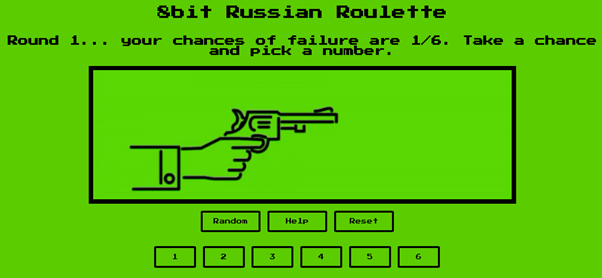 8bit Russian Roulette
Round 1... your chances of failure are 1/6. Take a chance
and pick a number.
Random Help Reset
1 2 3 4 5 6